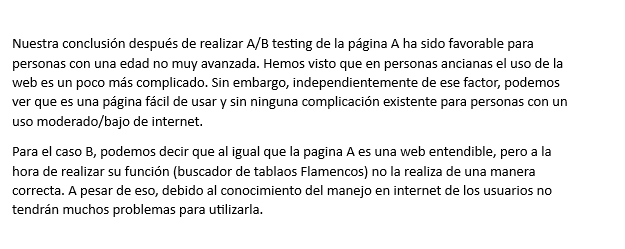 Nuestra conclusión después de realizar A/B testing de la página A ha sido favorable para
personas con una edad no muy avanzada. Hemos visto que en personas ancianas el uso de la
web es un poco más complicado. Sin embargo, independientemente de ese factor, podemos
ver que es una página fácil de usar y sin ninguna complicación existente para personas con un
uso moderado/bajo de internet.
Para el caso B, podemos decir que al igual que la pagina A es una web entendible, pero a la
hora de realizar su función (buscador de tablaos Flamencos) no la realiza de una manera
correcta. A pesar de eso, debido al conocimiento del manejo en internet de los usuarios no
tendrán muchos problemas para utilizarla.